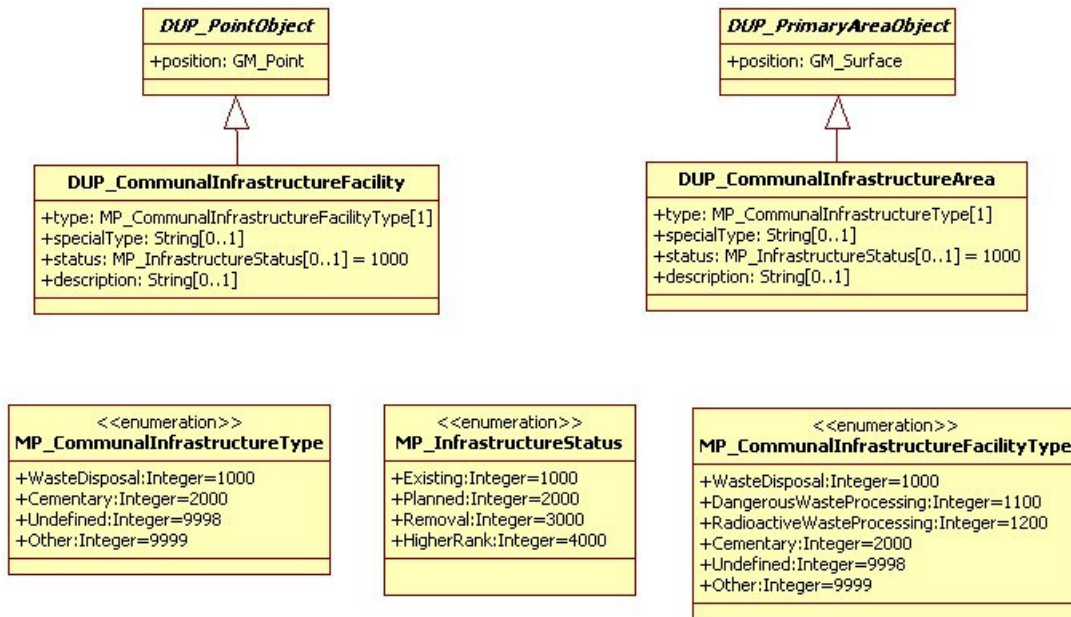 DUP_PointObject
+position: GM_Point
DUP_PrimaryAreaObject
+position: GM_Surface
DUP_CommunalInfrastructureFacility
+type: MP_CommunalInfrastructureFacilityType[1]
+specialType: String[0..1]
+status: MP_InfrastructureStatus[0..1] = 1000
+description: String[0..1]
DUP_CommunalInfrastructureArea
+type: MP_CommunalInfrastructureType[1]
+specialType: String[0..1]
+status: MP_InfrastructureStatus[0..1] = 1000
+description: String[0..1]
<<enumeration>>
MP_CommunalInfrastructureType
+WasteDisposal:Integer=1000
+Cementary:Integer=2000
+Undefined:Integer=9998
+Other:Integer=9999
<<enumeration>>
MP_InfrastructureStatus
+Existing:Integer=1000
+Planned:Integer=2000
+Removal:Integer=3000
+HigherRank:Integer=4000
<<enumeration>>
MP_CommunalInfrastructureFacilityType
+WasteDisposal:Integer=1000
+DangerousWasteProcessing:Integer=1100
+RadioactiveWasteProcessing:Integer=1200
+Cementary:Integer=2000
+Undefined:Integer=9998
+Other:Integer=9999